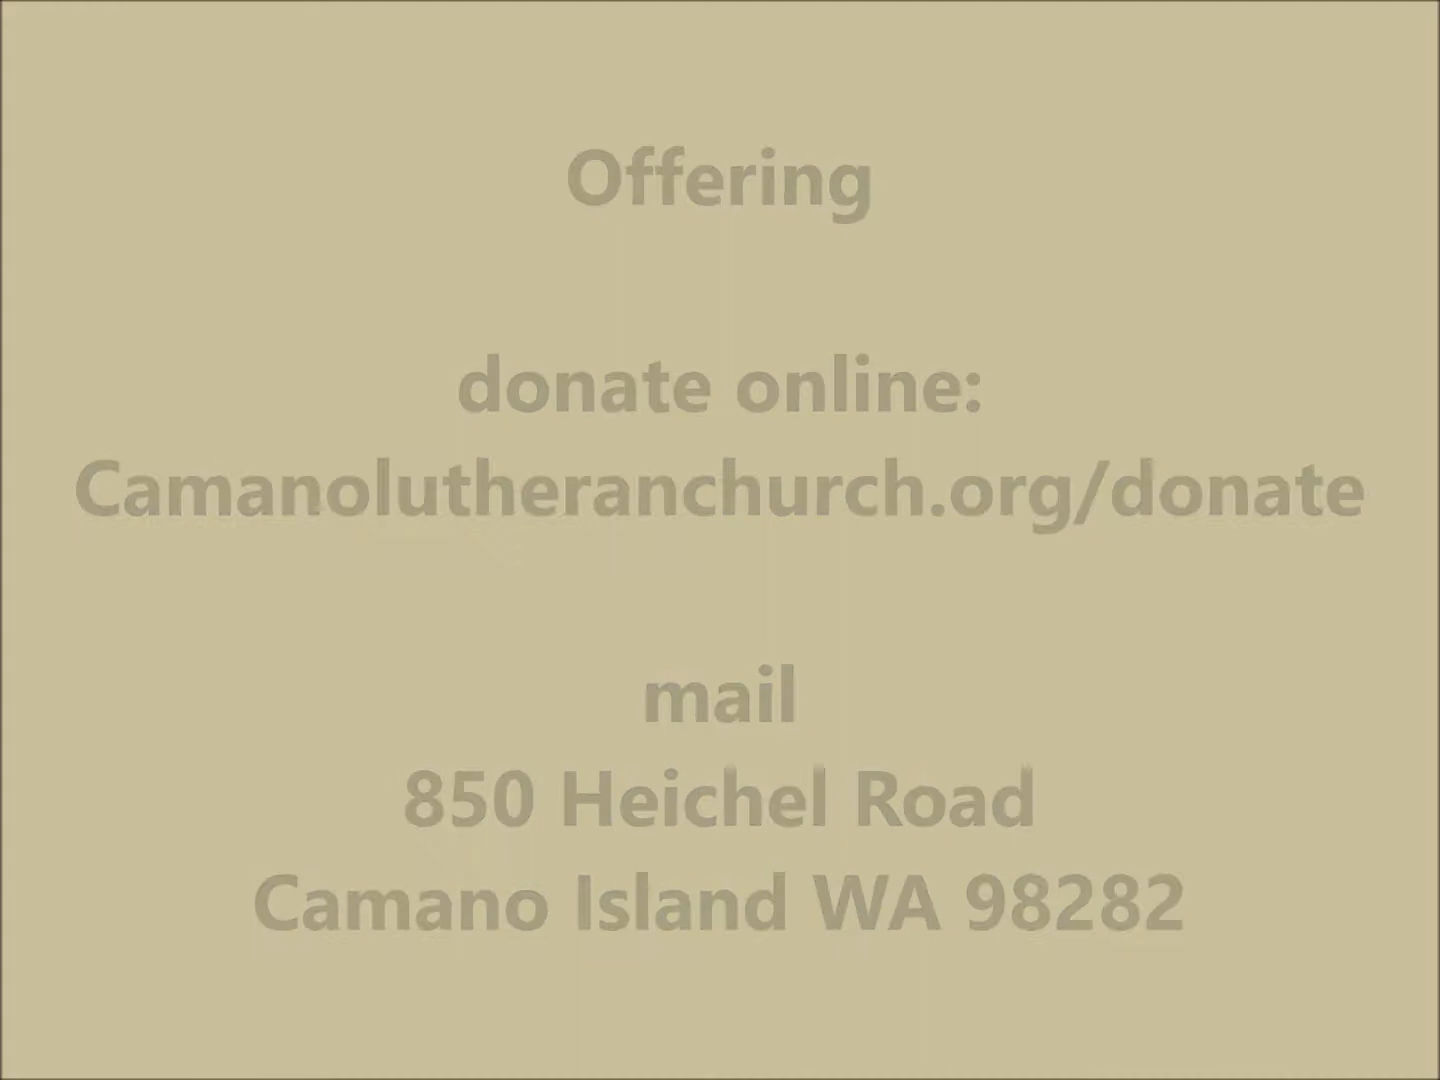 Offering
donate online:
Camanolutheranchurch.org/donate
mail
850 Heichel Road
Camano Island WA 98282